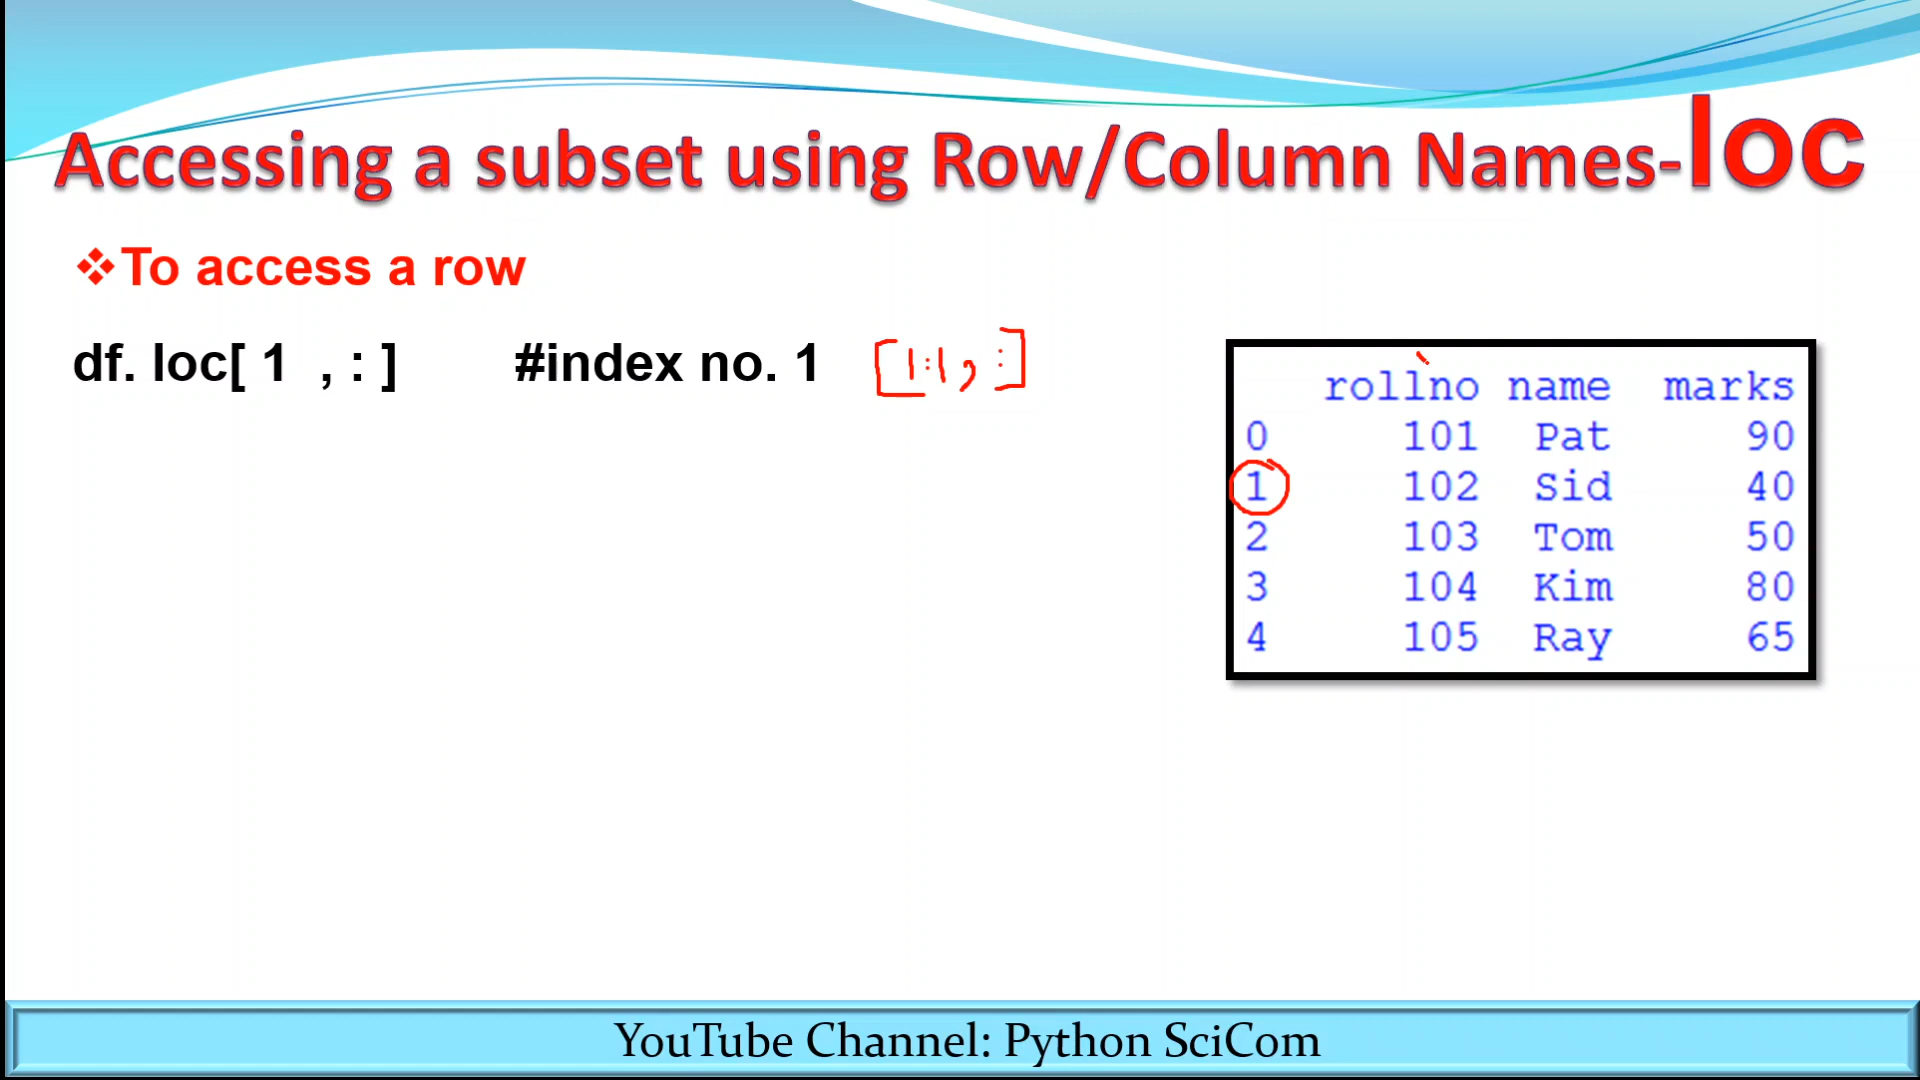 Accessing a subset using Row/Column Names-loc
❖To access a row
df. loc[ 1 , : ] #index no. 1 [1:1, :]
rollno name marks
0 101 Pat 90
1 102 Sid 40
2 103 Tom 50
3 104 Kim 80
4 105 Ray 65
YouTube Channel: Python SciCom